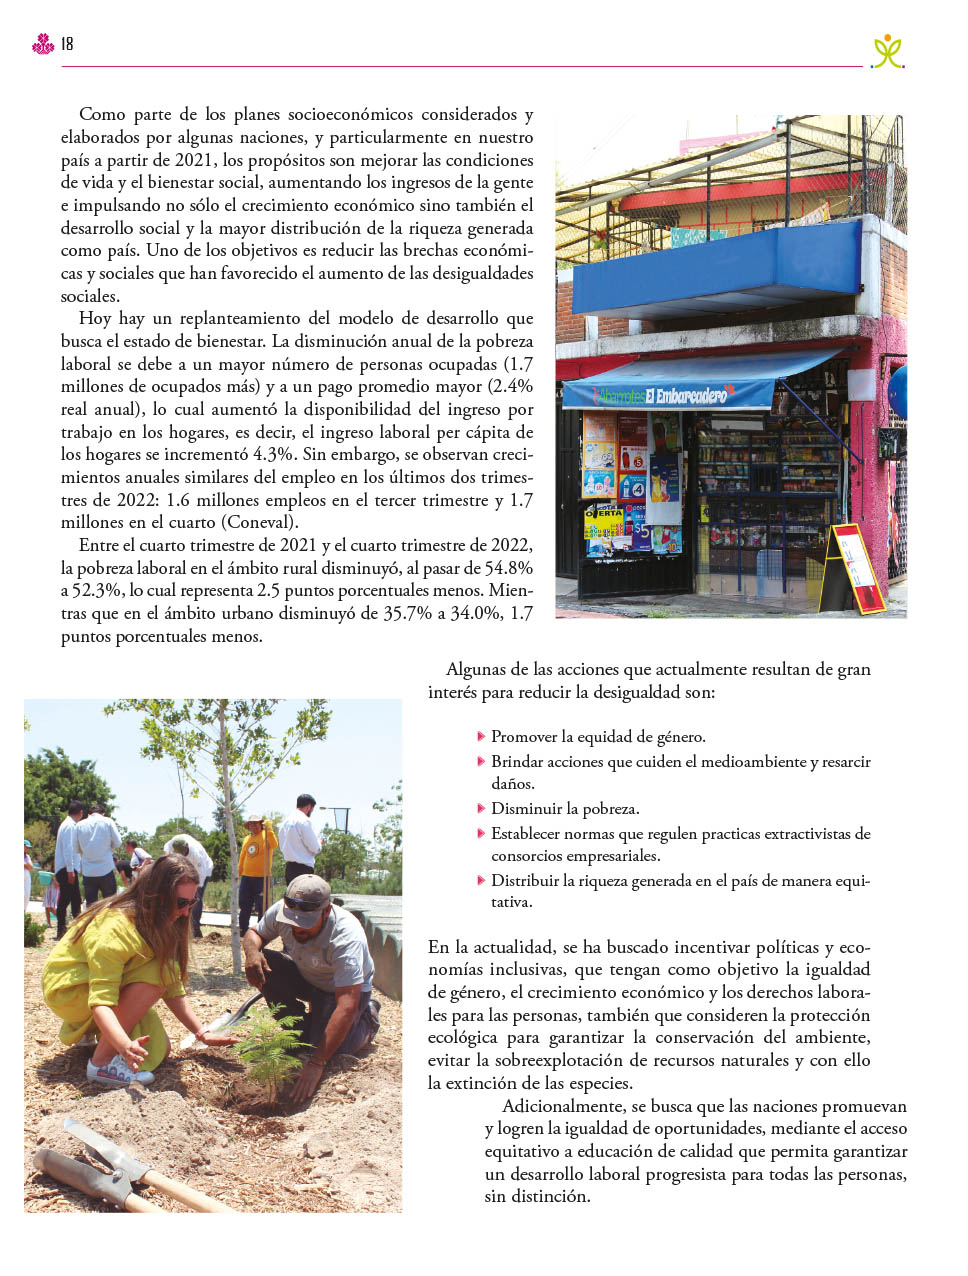 18
Como parte de los planes socioeconómicos considerados y
elaborados por algunas naciones, y particularmente en nuestro
país a partir de 2021, los propósitos son mejorar las condiciones
de vida y el bienestar social, aumentando los ingresos de la gente
e impulsando no sólo el crecimiento económico sino también el
desarrollo social y la mayor distribución de la riqueza generada
como país. Uno de los objetivos es reducir las brechas económi-
cas y sociales que han favorecido el aumento de las desigualdades
sociales.
Hoy hay un replanteamiento del modelo de desarrollo que
busca el estado de bienestar. La disminución anual de la pobreza
laboral se debe a un mayor número de personas ocupadas (1.7
millones de ocupados más) y a un pago promedio mayor (2.4%
real anual), lo cual aumentó la disponibilidad del ingreso por
trabajo en los hogares, es decir, el ingreso laboral per cápita de
los hogares se incrementó 4.3%. Sin embargo, se observan creci-
mientos anuales similares del empleo en los últimos dos trimes-
tres de 2022: 1.6 millones empleos en el tercer trimestre y 1.7
millones en el cuarto (Coneval).
Entre el cuarto trimestre de 2021 y el cuarto trimestre de 2022,
la pobreza laboral en el ámbito rural disminuyó, al pasar de 54.8%
a 52.3%, lo cual representa 2.5 puntos porcentuales menos. Mien-
tras que en el ámbito urbano disminuyó de 35.7% a 34.0%, 1.7
puntos porcentuales menos.
Abarrotes El Embarcadero
OFERTA
$5
Algunas de las acciones que actualmente resultan de gran
interés para reducir la desigualdad son:
Promover la equidad de género.
Brindar acciones que cuiden el medioambiente y resarcir
daños.
Disminuir la pobreza.
Establecer normas que regulen practicas extractivistas de
consorcios empresariales.
Distribuir la riqueza generada en el país de manera equi-
tativa.
En la actualidad, se ha buscado incentivar políticas y eco-
nomías inclusivas, que tengan como objetivo la igualdad
de género, el crecimiento económico y los derechos labora-
les para las personas, también que consideren la protección
ecológica para garantizar la conservación del ambiente,
evitar la sobreexplotación de recursos naturales y con ello
la extinción de las especies.
Adicionalmente, se busca que las naciones promuevan
y logren la igualdad de oportunidades, mediante el acceso
equitativo a educación de calidad que permita garantizar
un desarrollo laboral progresista para todas las personas,
sin distinción.